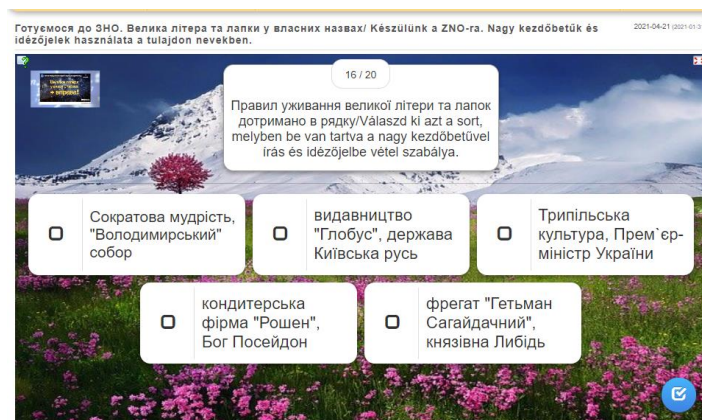 Готуємося до ЗНО. Велика літера та лапки у власних назвах/ Készülünk a ZNO-ra. Nagy kezdőbetűk és
idézőjelek használata a tulajdon nevekben.
2021-04-21
16 / 20
Правил уживання великої літери та лапок
дотримано в рядку/Válaszd ki azt a sort,
melyben be van tartva a nagy kezdőbetűvel
írás és idézőjelbe vétel szabálya.
Сократова мудрість,
"Володимирський"
собор
видавництво
"Глобус", держава
Київська русь
Трипільська
культура, Прем`єр-
міністр України
кондитерська
фірма "Рошен",
Бог Посейдон
фрегат "Гетьман
Сагайдачний",
князівна Либідь